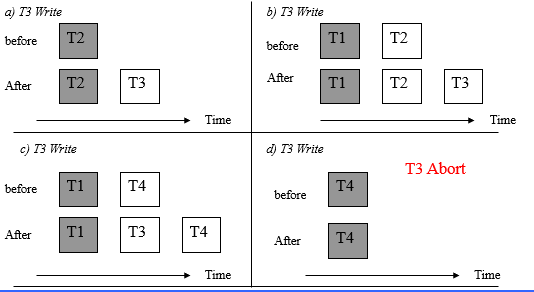 a) T3 Write
before T2
After T2 T3
Time
b) T3 Write
before T1 T2
After T1 T2 T3
Time
c) T3 Write
before T1 T4
After T1 T3 T4
Time
d) T3 Write
T3 Abort
before T4
After T4
Time